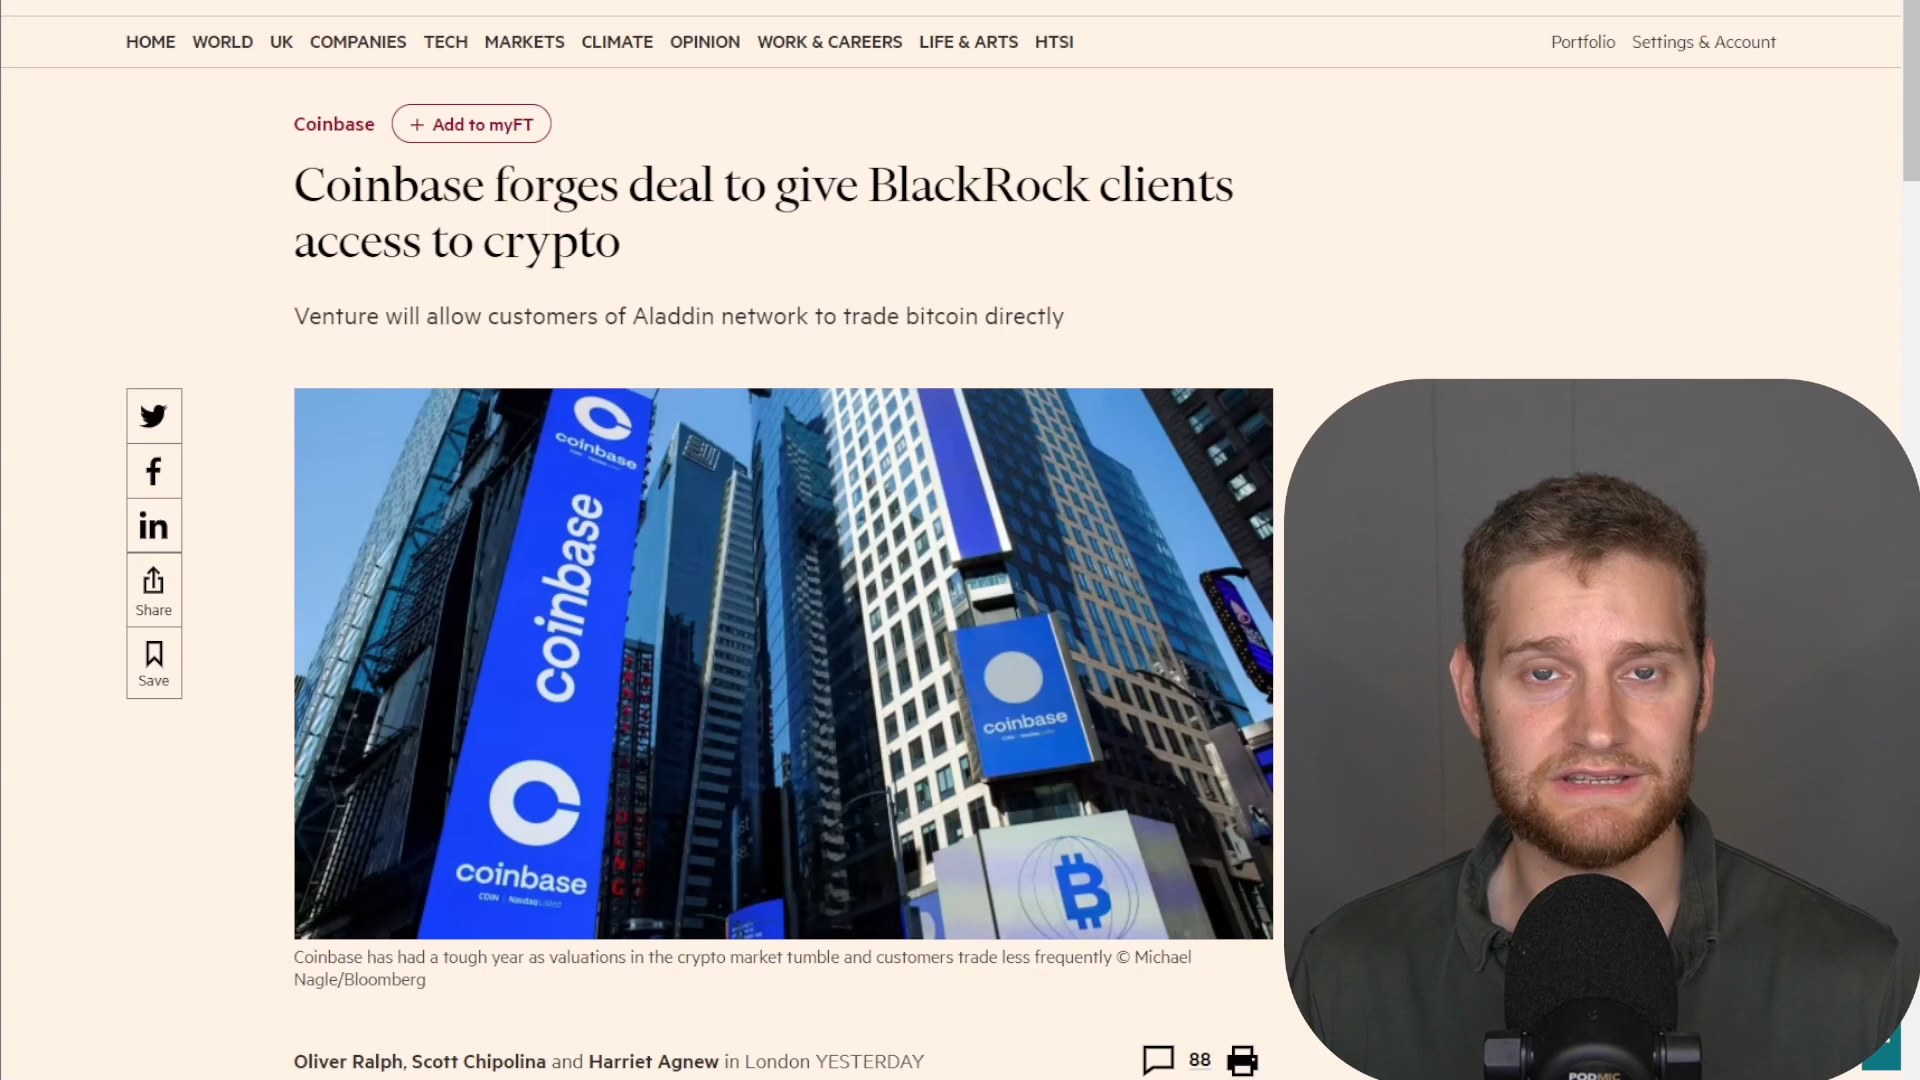 HOME WORLD UK COMPANIES TECH MARKETS CLIMATE OPINION WORK & CAREERS LIFE & ARTS HTSI Portfolio Settings & Account
Coinbase + Add to myFT
Coinbase forges deal to give BlackRock clients
access to crypto
Venture will allow customers of Aladdin network to trade bitcoin directly
Share
Save
coinbase
coinbase
coinbase
COIN Nasdaq Listed
coinbase
Coinbase has had a tough year as valuations in the crypto market tumble and customers trade less frequently © Michael
Nagle/Bloomberg
Oliver Ralph, Scott Chipolina and Harriet Agnew in London YESTERDAY 88
PODMIC